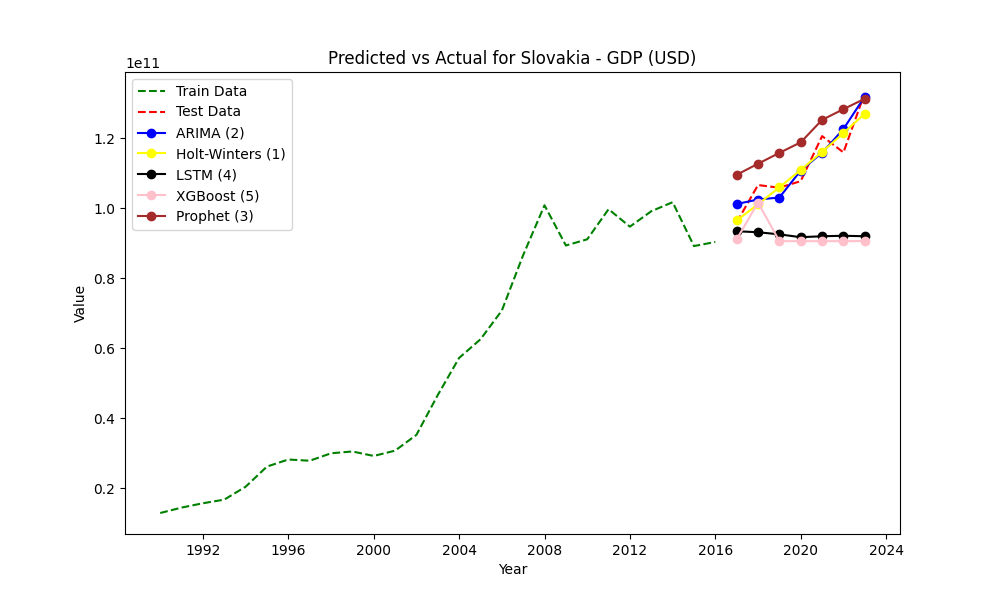 Predicted vs Actual for Slovakia - GDP (USD)
1e11
Train Data
Test Data
ARIMA (2)
Holt-Winters (1)
LSTM (4)
XGBoost (5)
Prophet (3)
1.2
1.0
0.8
0.6
0.4
0.2
Value
1992 1996 2000 2004 2008 2012 2016 2020 2024
Year